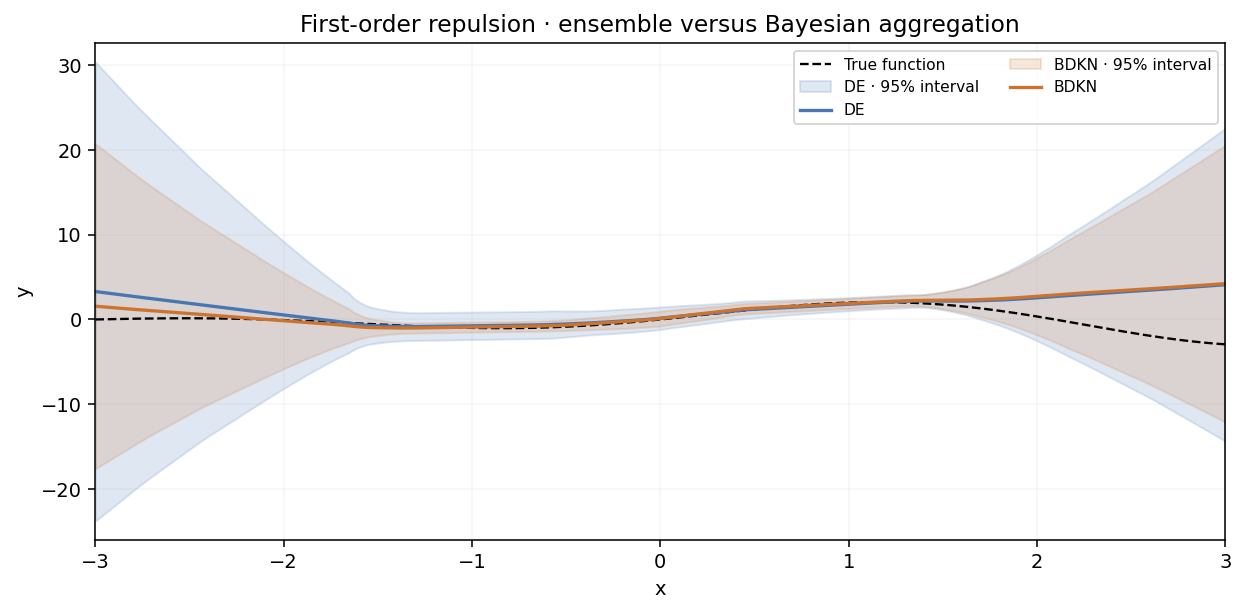 First-order repulsion · ensemble versus Bayesian aggregation
True function
DE · 95% interval
DE
BDKN · 95% interval
BDKN
y
30
20
10
0
−10
−20
−3
−2
−1
0
1
2
3
x